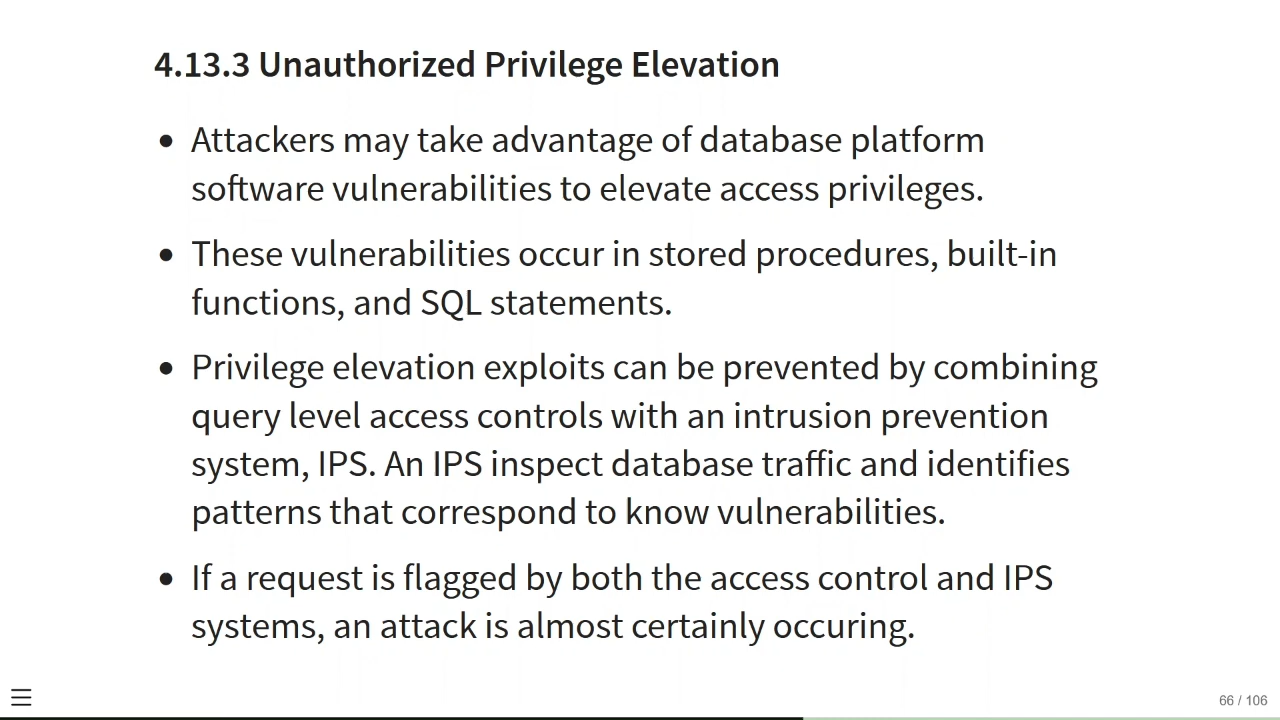 4.13.3 Unauthorized Privilege Elevation
• Attackers may take advantage of database platform
software vulnerabilities to elevate access privileges.
• These vulnerabilities occur in stored procedures, built-in
functions, and SQL statements.
• Privilege elevation exploits can be prevented by combining
query level access controls with an intrusion prevention
system, IPS. An IPS inspect database traffic and identifies
patterns that correspond to know vulnerabilities.
• If a request is flagged by both the access control and IPS
systems, an attack is almost certainly occuring.
66 / 106